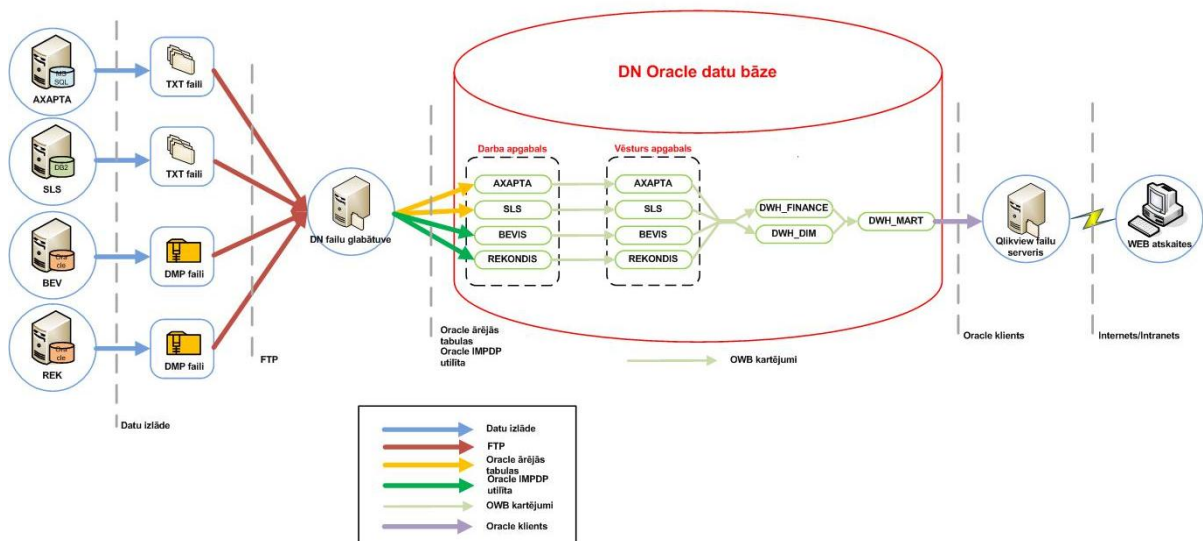 MS SQL
AXAPTA
TXT faili
DB2
SLS
TXT faili
Oracle
BEV
DMP faili
Oracle
REK
DMP faili
Datu izlāde
FTP
DN failu glabātuve
Oracle ārējās
tabulas
Oracle IMPDP
utilīta
DN Oracle datu bāze
Darba apgabals
AXAPTA
SLS
BEVIS
REKONDIS
Vēsturs apgabals
AXAPTA
SLS
BEVIS
REKONDIS
DWH_FINANCE
DWH_DIM
DWH_MART
OWB kartējumi
Oracle klients
Qlikview failu
serveris
Internets/Intranets
WEB atskaites
Datu izlāde
FTP
Oracle ārējās
tabulas
Oracle IMPDP
utilīta
OWB kartējumi
Oracle klients